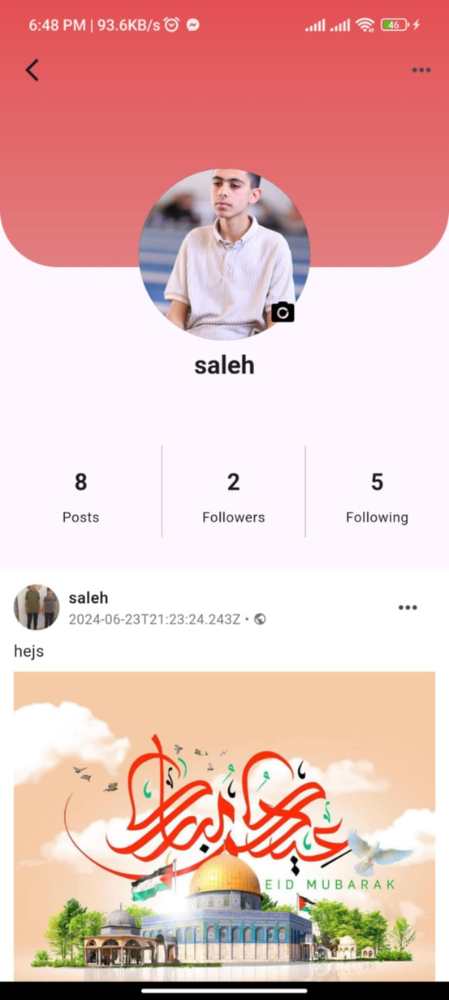 6:48 PM | 93.6KB/s
46
saleh
8
2
5
Posts
Followers
Following
saleh
2024-06-23T21:23:24.243Z •
hejs
عيدكم مبارك
EID MUBARAK